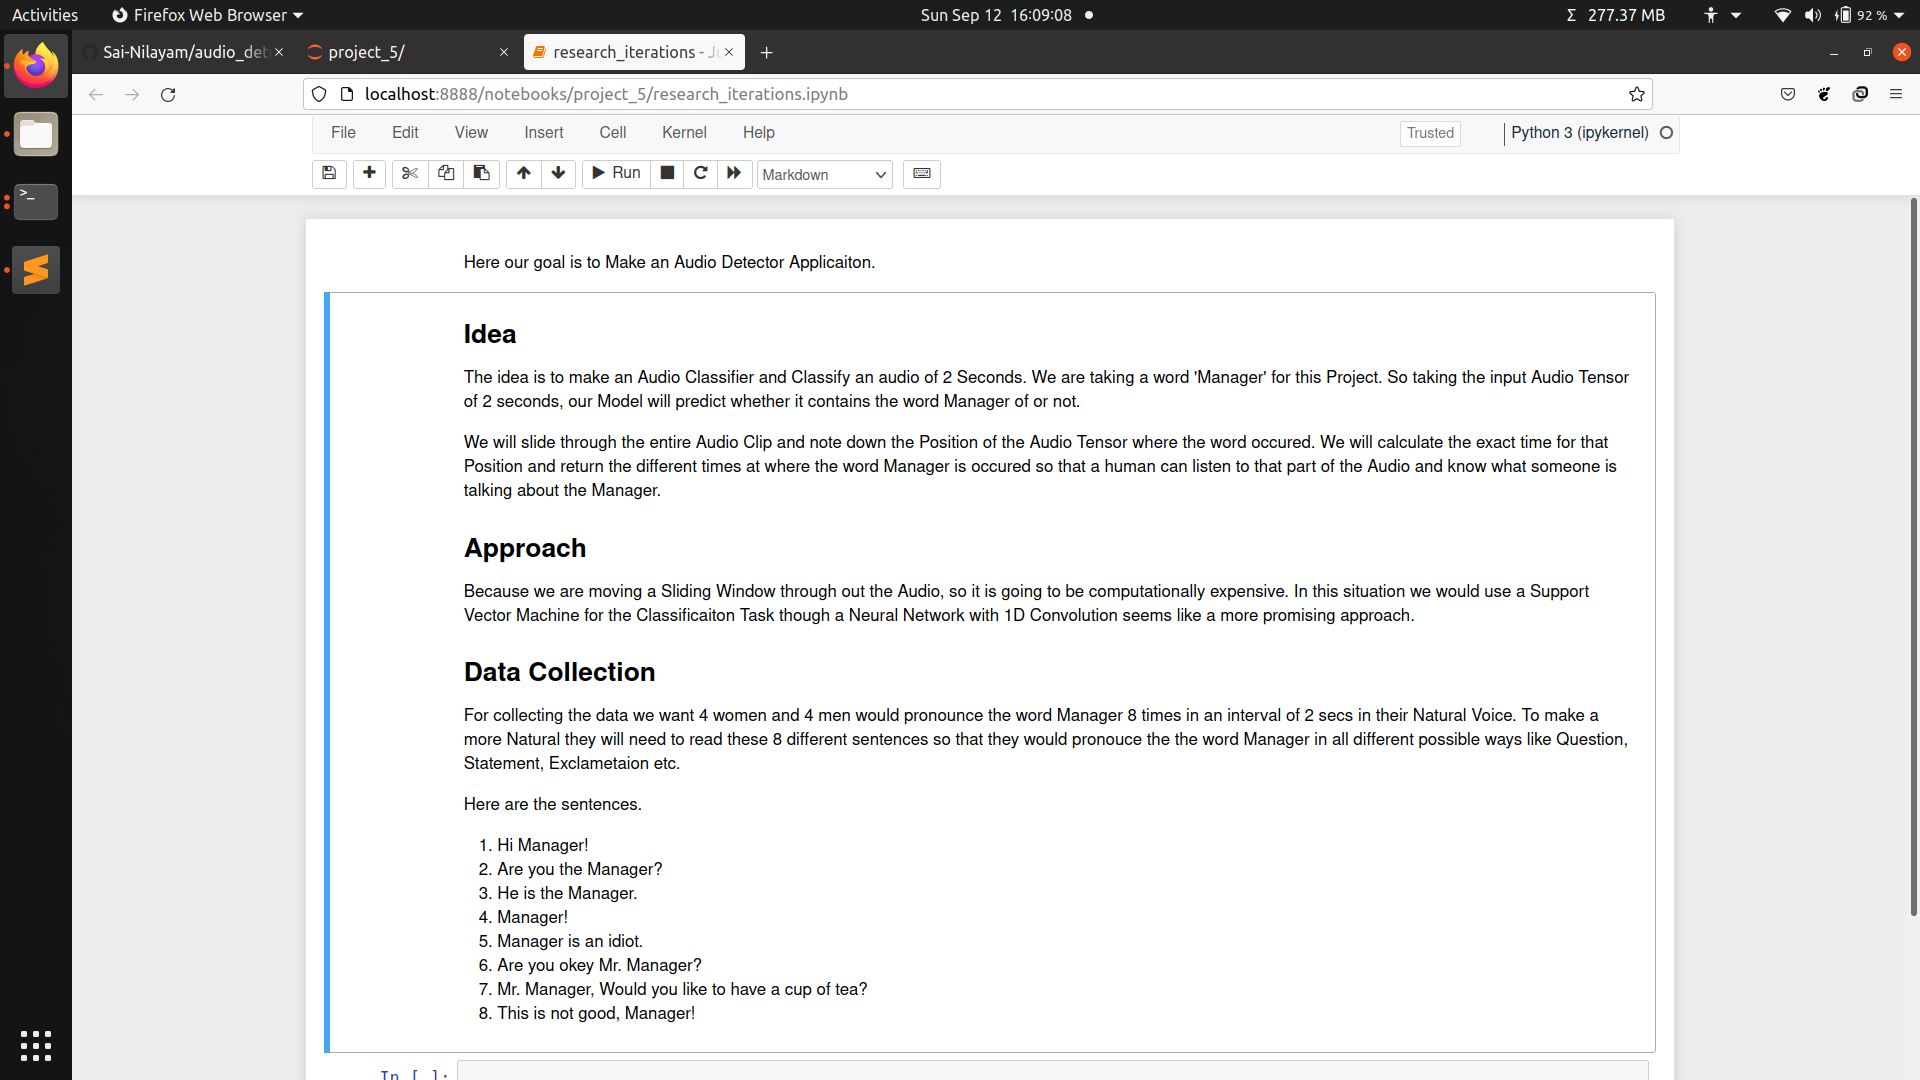 Activities Firefox Web Browser Sun Sep 12 16:09:08 Σ 277.37 MB 92 %
Sai-Nilayam/audio_det project_5/ research_iterations - Ju
localhost:8888/notebooks/project_5/research_iterations.ipynb
File Edit View Insert Cell Kernel Help Trusted Python 3 (ipykernel)
Run Markdown
Here our goal is to Make an Audio Detector Applicaiton.
Idea
The idea is to make an Audio Classifier and Classify an audio of 2 Seconds. We are taking a word 'Manager' for this Project. So taking the input Audio Tensor
of 2 seconds, our Model will predict whether it contains the word Manager of or not.
We will slide through the entire Audio Clip and note down the Position of the Audio Tensor where the word occured. We will calculate the exact time for that
Position and return the different times at where the word Manager is occured so that a human can listen to that part of the Audio and know what someone is
talking about the Manager.
Approach
Because we are moving a Sliding Window through out the Audio, so it is going to be computationally expensive. In this situation we would use a Support
Vector Machine for the Classificaiton Task though a Neural Network with 1D Convolution seems like a more promising approach.
Data Collection
For collecting the data we want 4 women and 4 men would pronounce the word Manager 8 times in an interval of 2 secs in their Natural Voice. To make a
more Natural they will need to read these 8 different sentences so that they would pronouce the the word Manager in all different possible ways like Question,
Statement, Exclametaion etc.
Here are the sentences.
1. Hi Manager!
2. Are you the Manager?
3. He is the Manager.
4. Manager!
5. Manager is an idiot.
6. Are you okey Mr. Manager?
7. Mr. Manager, Would you like to have a cup of tea?
8. This is not good, Manager!
In [ ]: